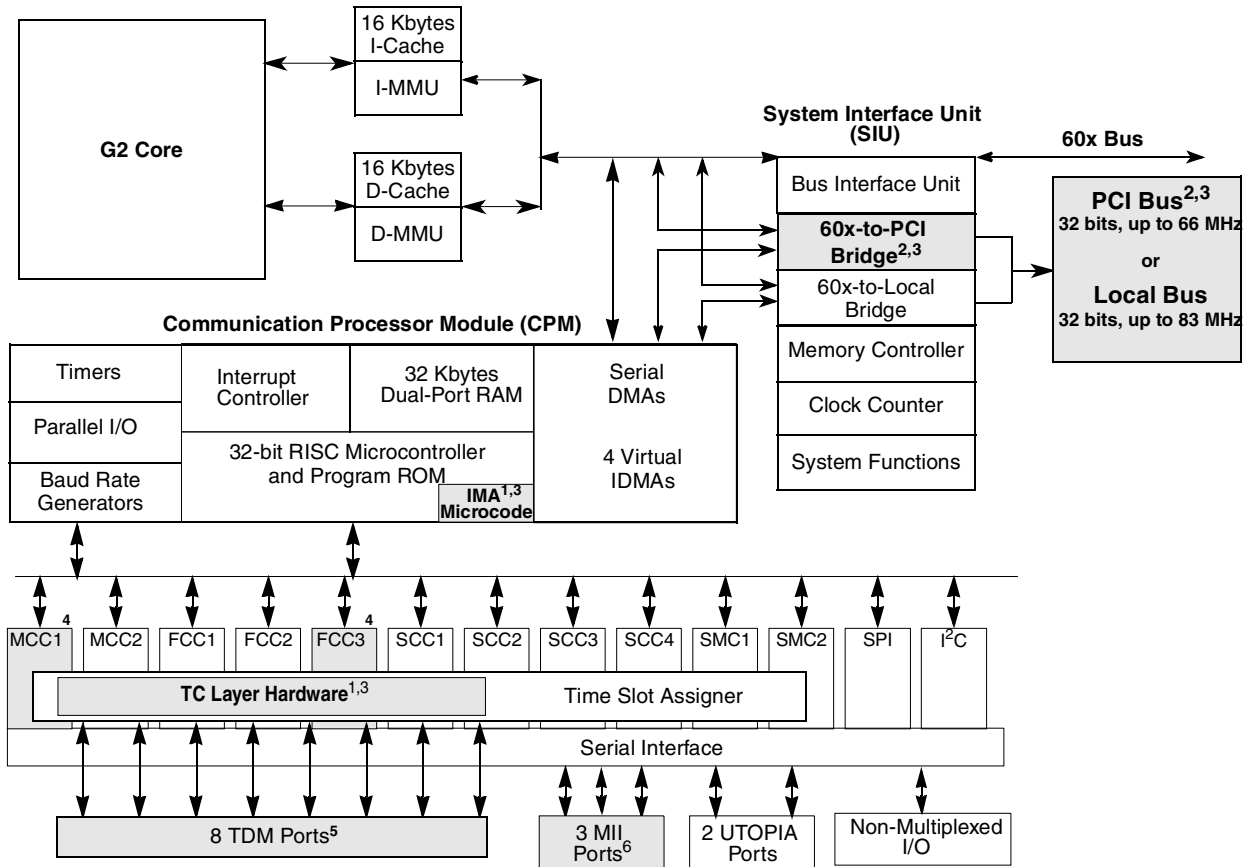 16 Kbytes
I-Cache
I-MMU
G2 Core
16 Kbytes
D-Cache
D-MMU
System Interface Unit
(SIU)
60x Bus
Bus Interface Unit
60x-to-PCI
Bridge2,3
60x-to-Local
Bridge
Memory Controller
Clock Counter
System Functions
PCI Bus2,3
32 bits, up to 66 MHz
or
Local Bus
32 bits, up to 83 MHz
Communication Processor Module (CPM)
Timers
Parallel I/O
Baud Rate
Generators
Interrupt
Controller
32 Kbytes
Dual-Port RAM
32-bit RISC Microcontroller
and Program ROM
IMA1,3
Microcode
Serial
DMAs
4 Virtual
IDMAs
MCC1 4
MCC2
FCC1
FCC2
FCC3 4
SCC1
SCC2
SCC3
SCC4
SMC1
SMC2
SPI
I2C
TC Layer Hardware1,3
Time Slot Assigner
Serial Interface
8 TDM Ports5
3 MII
Ports6
2 UTOPIA
Ports
Non-Multiplexed
I/O